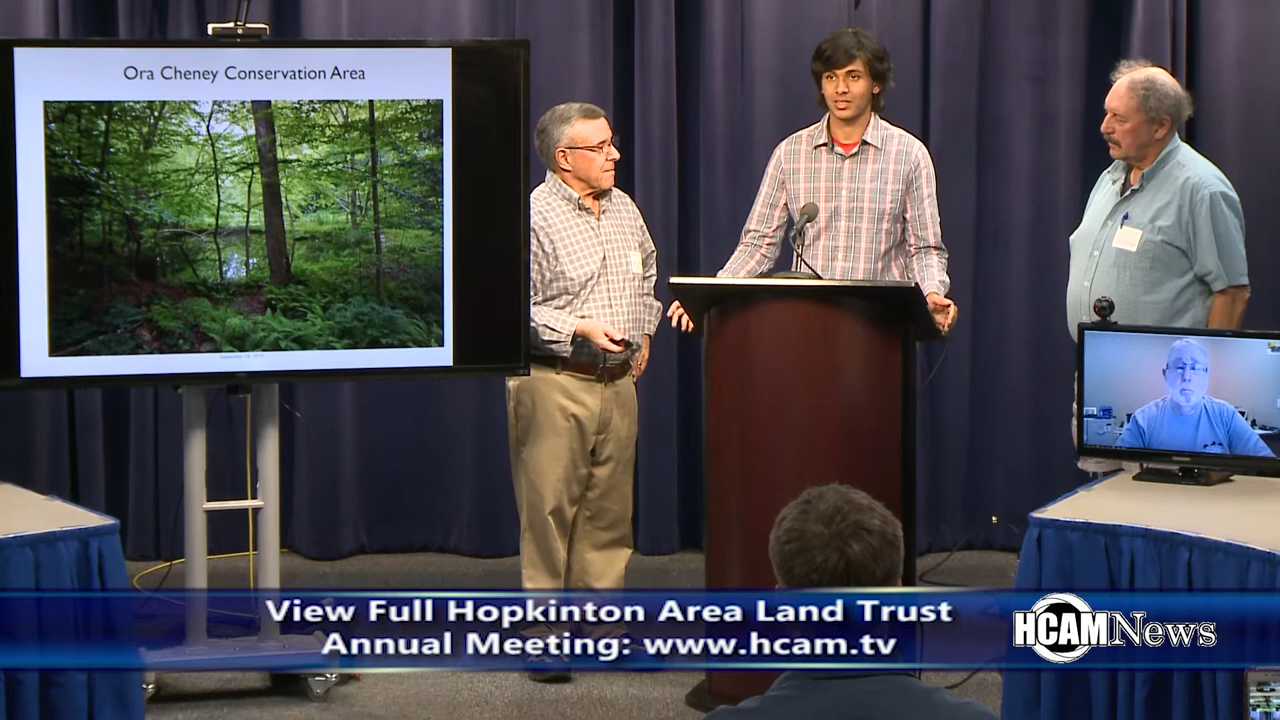 Ora Cheney Conservation Area
View Full Hopkinton Area Land Trust
Annual Meeting: www.hcam.tv
HCAMNews